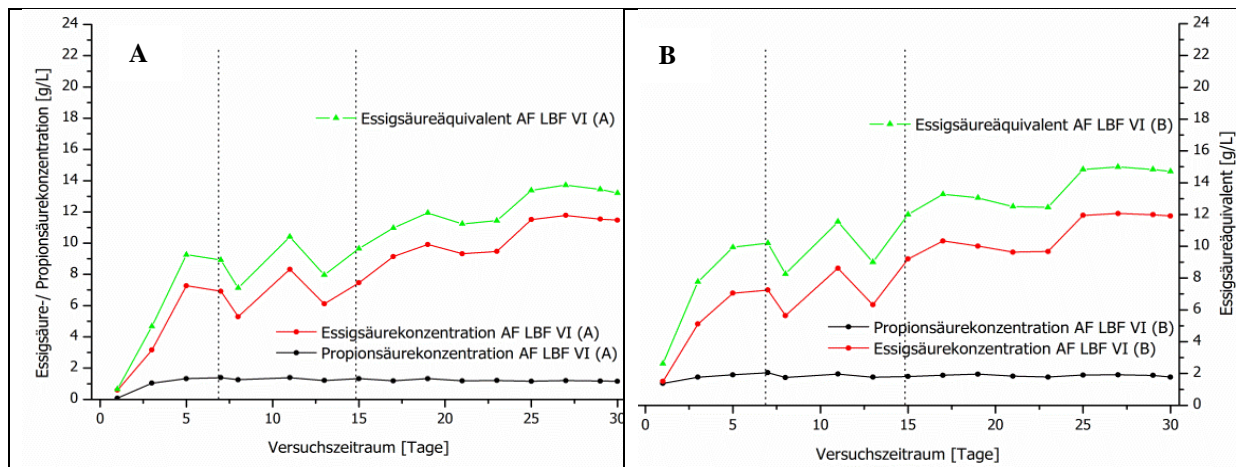 A
Essigsäure-/ Propionsäurekonzentration [g/L]
24
22
20
18
16
14
12
10
8
6
4
2
0
Essigsäureäquivalent AF LBF VI (A)
Essigsäurekonzentration AF LBF VI (A)
Propionsäurekonzentration AF LBF VI (A)
0 5 10 15 20 25 30
Versuchszeitraum [Tage]
B
Essigsäureäquivalent AF LBF VI (B)
Propionsäurekonzentration AF LBF VI (B)
Essigsäurekonzentration AF LBF VI (B)
24
22
20
18
16
14
12
10
8
6
4
2
0
Essigsäureäquivalent [g/L]
0 5 10 15 20 25 30
Versuchszeitraum [Tage]